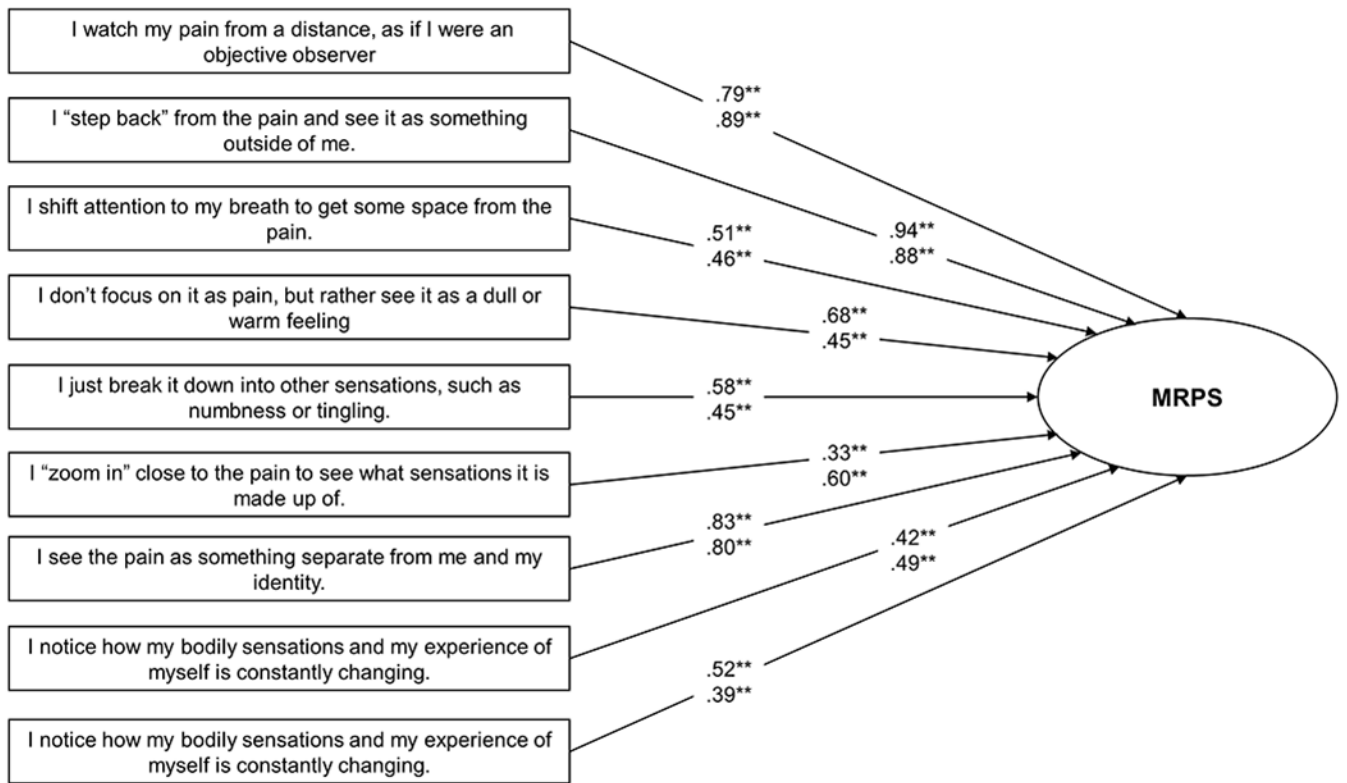 I watch my pain from a distance, as if I were an
objective observer
.79**
.89**
I “step back” from the pain and see it as something
outside of me.
I shift attention to my breath to get some space from the
pain.
.51**
.46**
.94**
.88**
I don’t focus on it as pain, but rather see it as a dull or
warm feeling
.68**
.45**
I just break it down into other sensations, such as
numbness or tingling.
.58**
.45**
MRPS
I “zoom in” close to the pain to see what sensations it is
made up of.
.33**
.60**
I see the pain as something separate from me and my
identity.
.83**
.80**
.42**
.49**
I notice how my bodily sensations and my experience of
myself is constantly changing.
.52**
.39**
I notice how my bodily sensations and my experience of
myself is constantly changing.